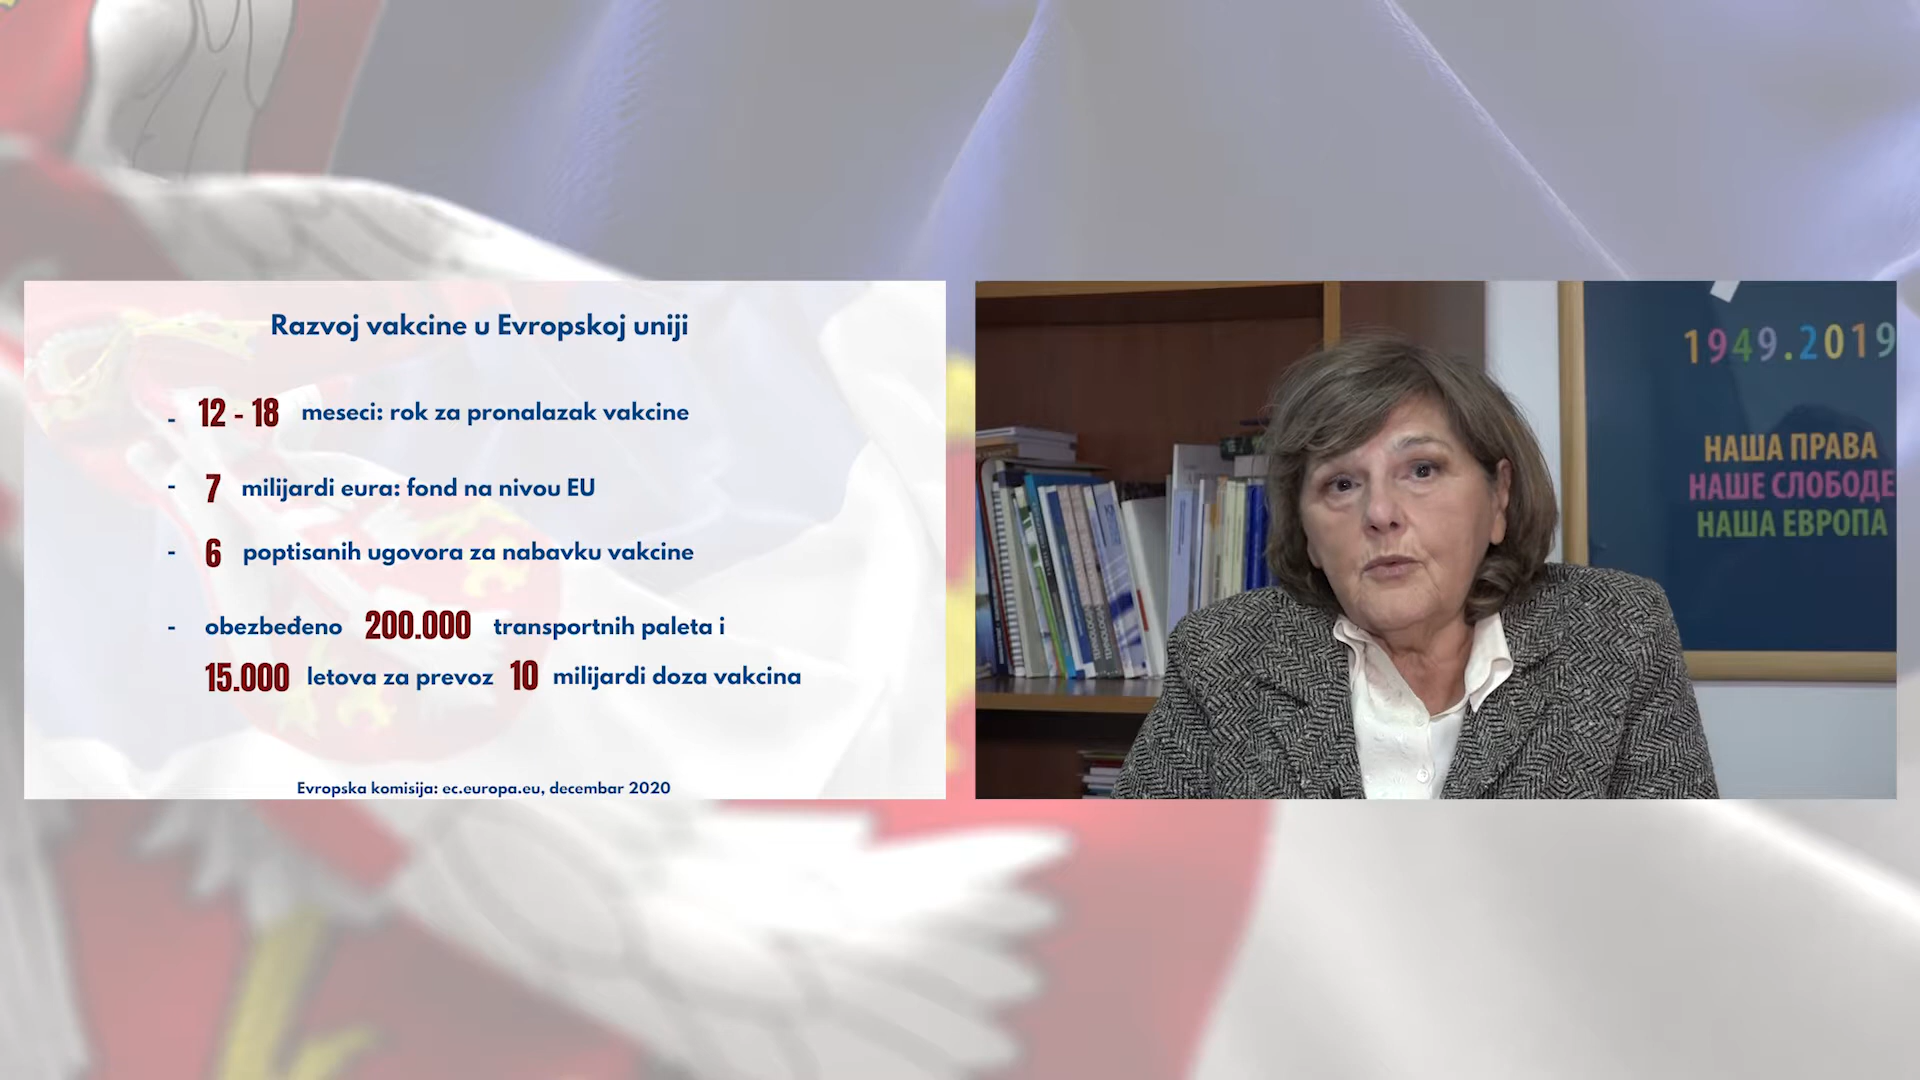 Razvoj vakcine u Evropskoj uniji
- 12 - 18 meseci: rok za pronalazak vakcine
- 7 milijardi eura: fond na nivou EU
- 6 poptisanih ugovora za nabavku vakcine
- obezbeđeno 200.000 transportnih paleta i
15.000 letova za prevoz 10 milijardi doza vakcina
Evropska komisija: ec.europa.eu, decembar 2020
1949.2019
НАША ПРАВА
НАШЕ СЛОБОДЕ
НАША ЕВРОПА